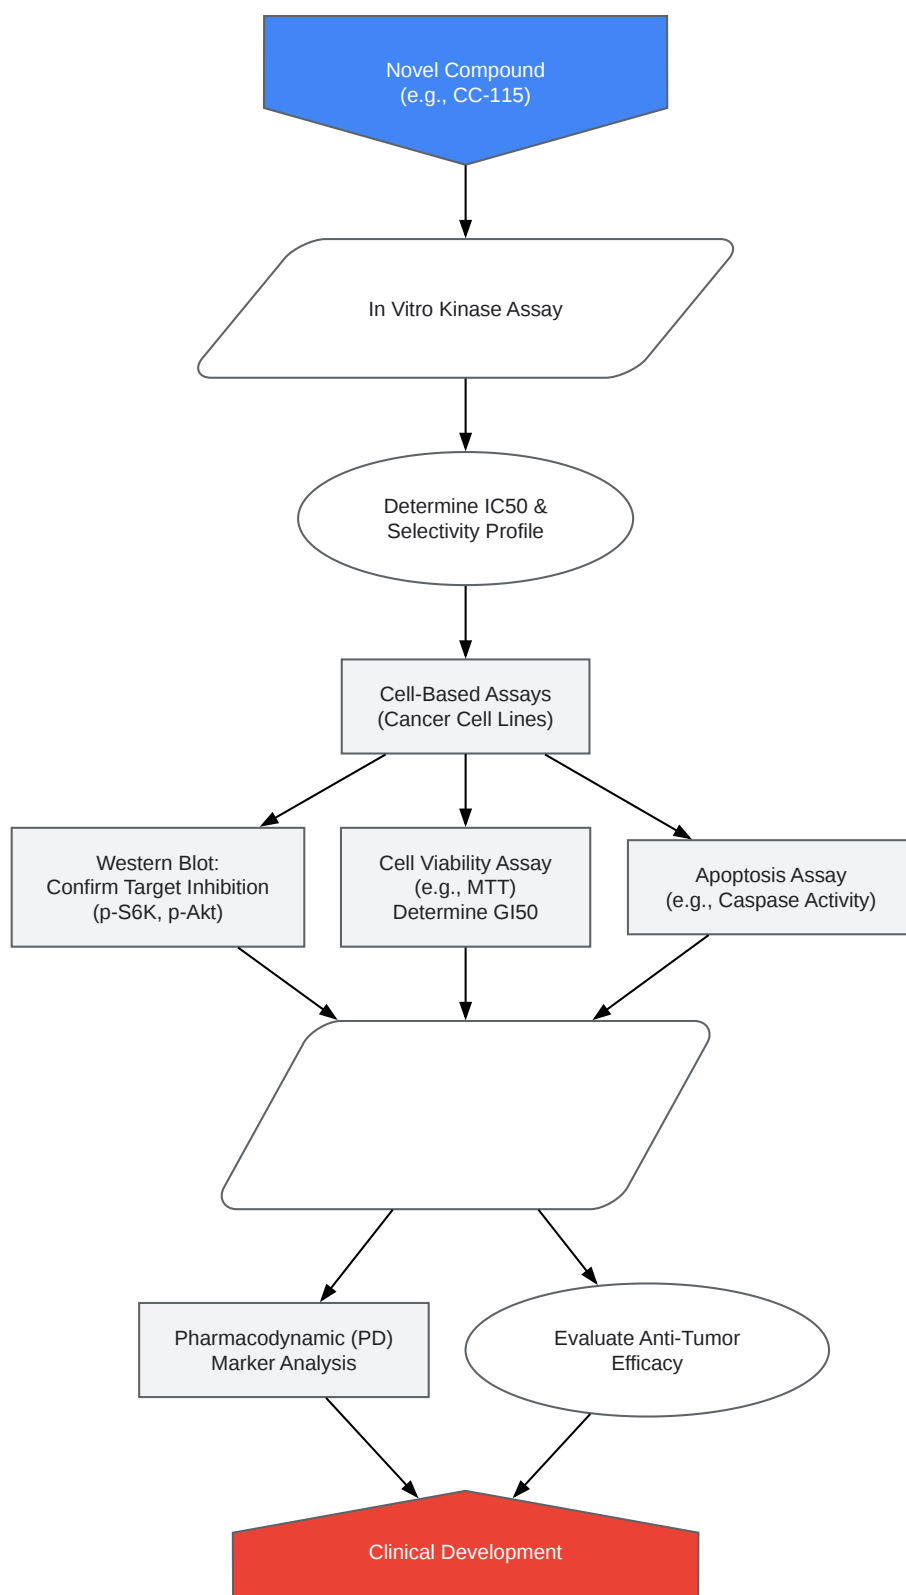 Novel Compound
(e.g., CC-115)
In Vitro Kinase Assay
Determine IC50 &
Selectivity Profile
Cell-Based Assays
(Cancer Cell Lines)
Western Blot:
Confirm Target Inhibition
(p-S6K, p-Akt)
Cell Viability Assay
(e.g., MTT)
Determine GI50
Apoptosis Assay
(e.g., Caspase Activity)
Pharmacodynamic (PD)
Marker Analysis
Evaluate Anti-Tumor
Efficacy
Clinical Development